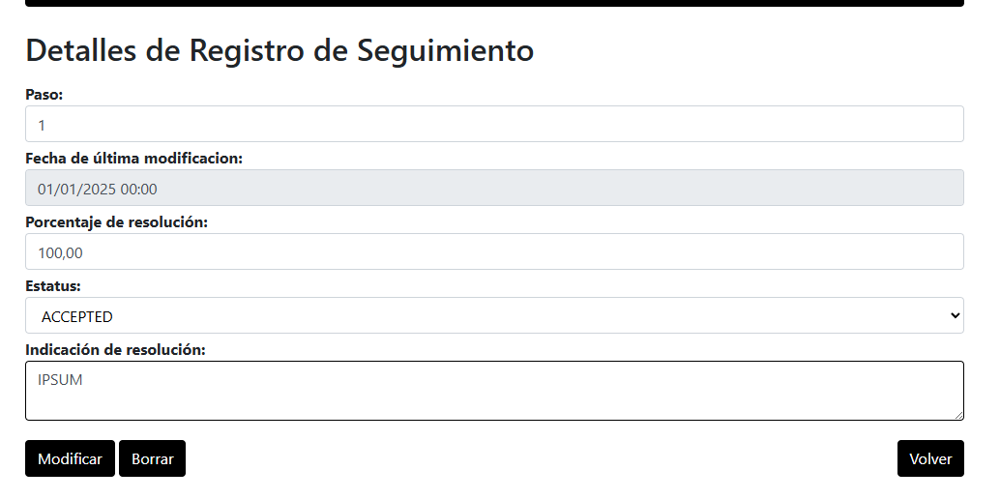 Detalles de Registro de Seguimiento
Paso:
1
Fecha de última modificacion:
01/01/2025 00:00
Porcentaje de resolución:
100,00
Estatus:
ACCEPTED
Indicación de resolución:
IPSUM
Modificar Borrar Volver